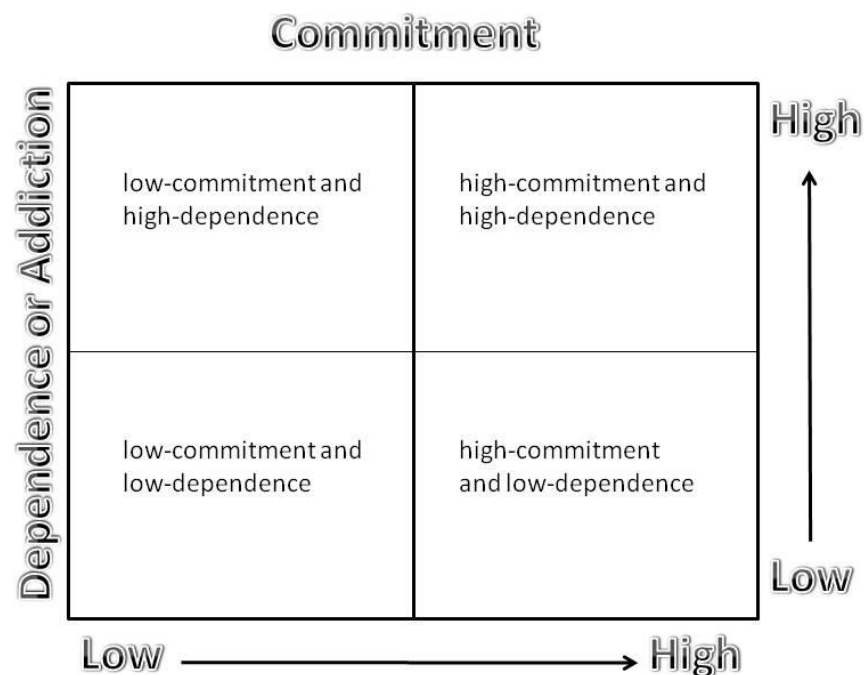 Commitment
Dependence or Addiction
High
low-commitment and
high-dependence
high-commitment and
high-dependence
low-commitment and
low-dependence
high-commitment
and low-dependence
Low
Low
High